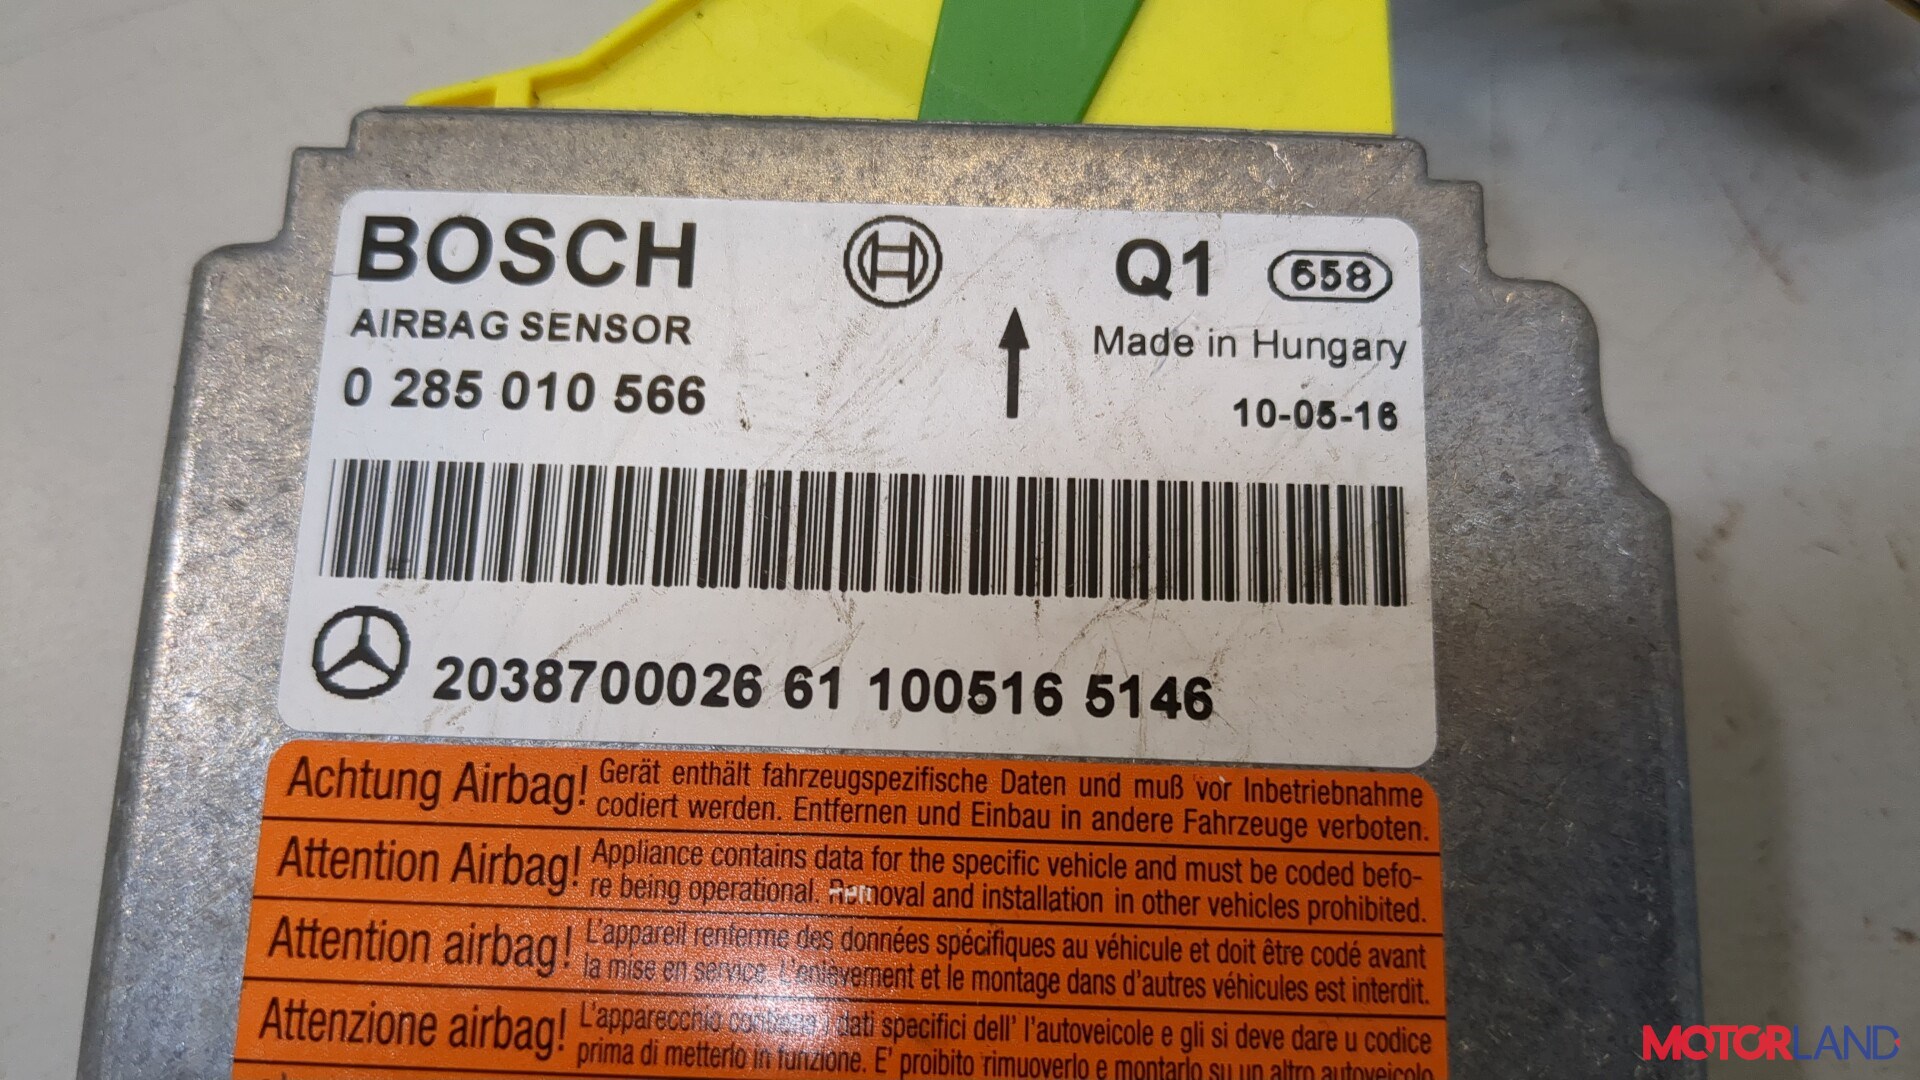 BOSCH
Q1 658
AIRBAG SENSOR
Made in Hungary
0 285 010 566
10-05-16
2038700026 61 100516 5146
Achtung Airbag! Gerät enthält fahrzeugspezifische Daten und muß vor Inbetriebnahme
codiert werden. Entfernen und Einbau in andere Fahrzeuge verboten.
Attention Airbag! Appliance contains data for the specific vehicle and must be coded befo-
re being operational. Removal and installation in other vehicles prohibited.
Attention airbag! L'appareil renferme des données spécifiques au véhicule et doit être codé avant
la mise en service. L'enlèvement et le montage dans d'autres véhicules est interdit.
Attenzione airbag! L'apparecchio contiene i dati specifici dell' l'autoveicole e gli si deve dare u codice
prima di metterlo in funzione. E' proibito rimuoverlo e montarlo su un altro autoveicolo
MOTORLAND